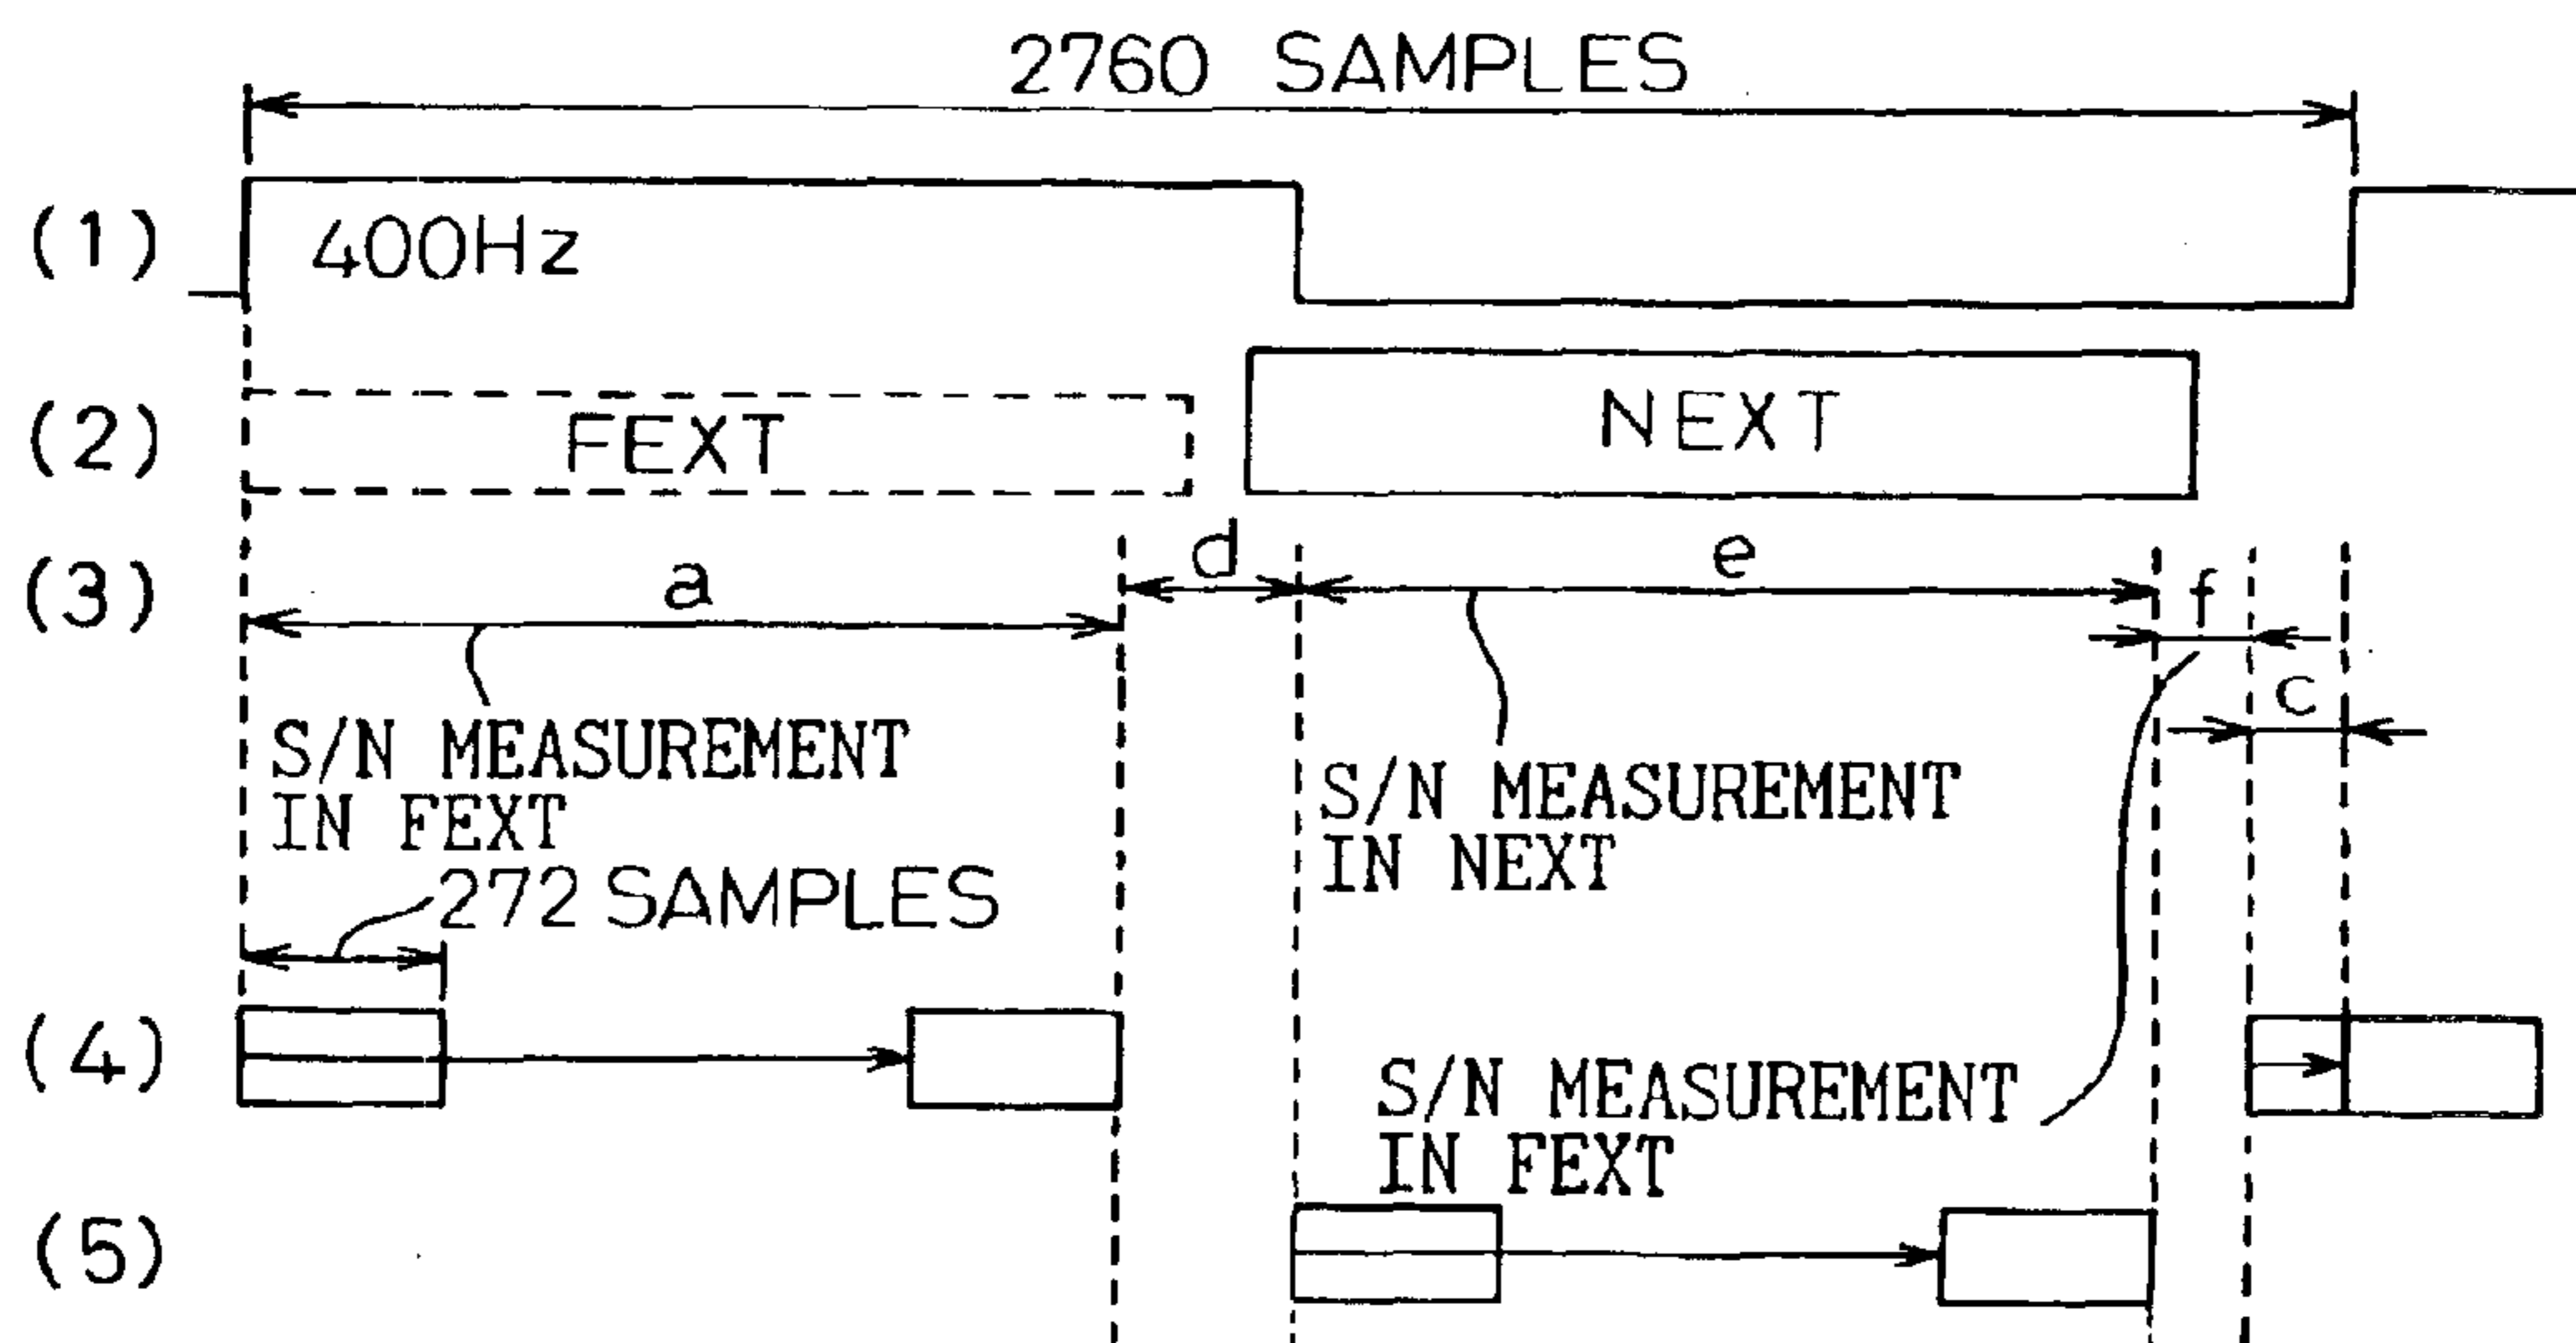 2760 SAMPLES
(1)
400Hz
(2)
FEXT
NEXT
(3)
a
d
e
f
c
S/N MEASUREMENT
IN FEXT
S/N MEASUREMENT
IN NEXT
272 SAMPLES
(4)
S/N MEASUREMENT
IN FEXT
(5)